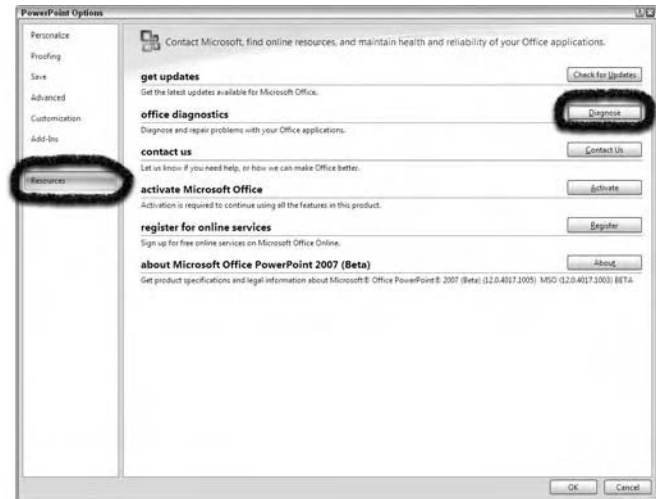 PowerPoint Options
Personalize
Proofing
Save
Advanced
Customization
Add-Ins
Resources
Contact Microsoft, find online resources, and maintain health and reliability of your Office applications.
get updates
Check for Updates
Get the latest updates available for Microsoft Office.
office diagnostics
Diagnose
Diagnose and repair problems with your Office applications.
contact us
Contact Us
Let us know if you need help, or how we can make Office better.
activate Microsoft Office
Activate
Activation is required to continue using all the features in this product.
register for online services
Register
Sign up for free online services on Microsoft Office Online.
about Microsoft Office PowerPoint 2007 (Beta)
About
Get product specifications and legal information about Microsoft® Office PowerPoint® 2007 (Beta) (12.0.4017.1005) MSO (12.0.4017.1003) BETA
OK
Cancel